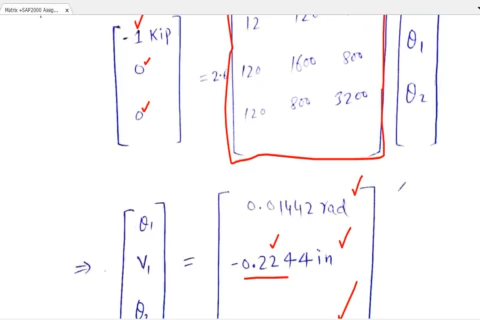 Matrix +SAP2000 Assig...
12 120
-1 Kip
0 = 2.6 120 1600 800 θ1
0 120 800 3200 θ2
θ1 0.01442 rad
⇒ V1 = -0.2244 in
θ2